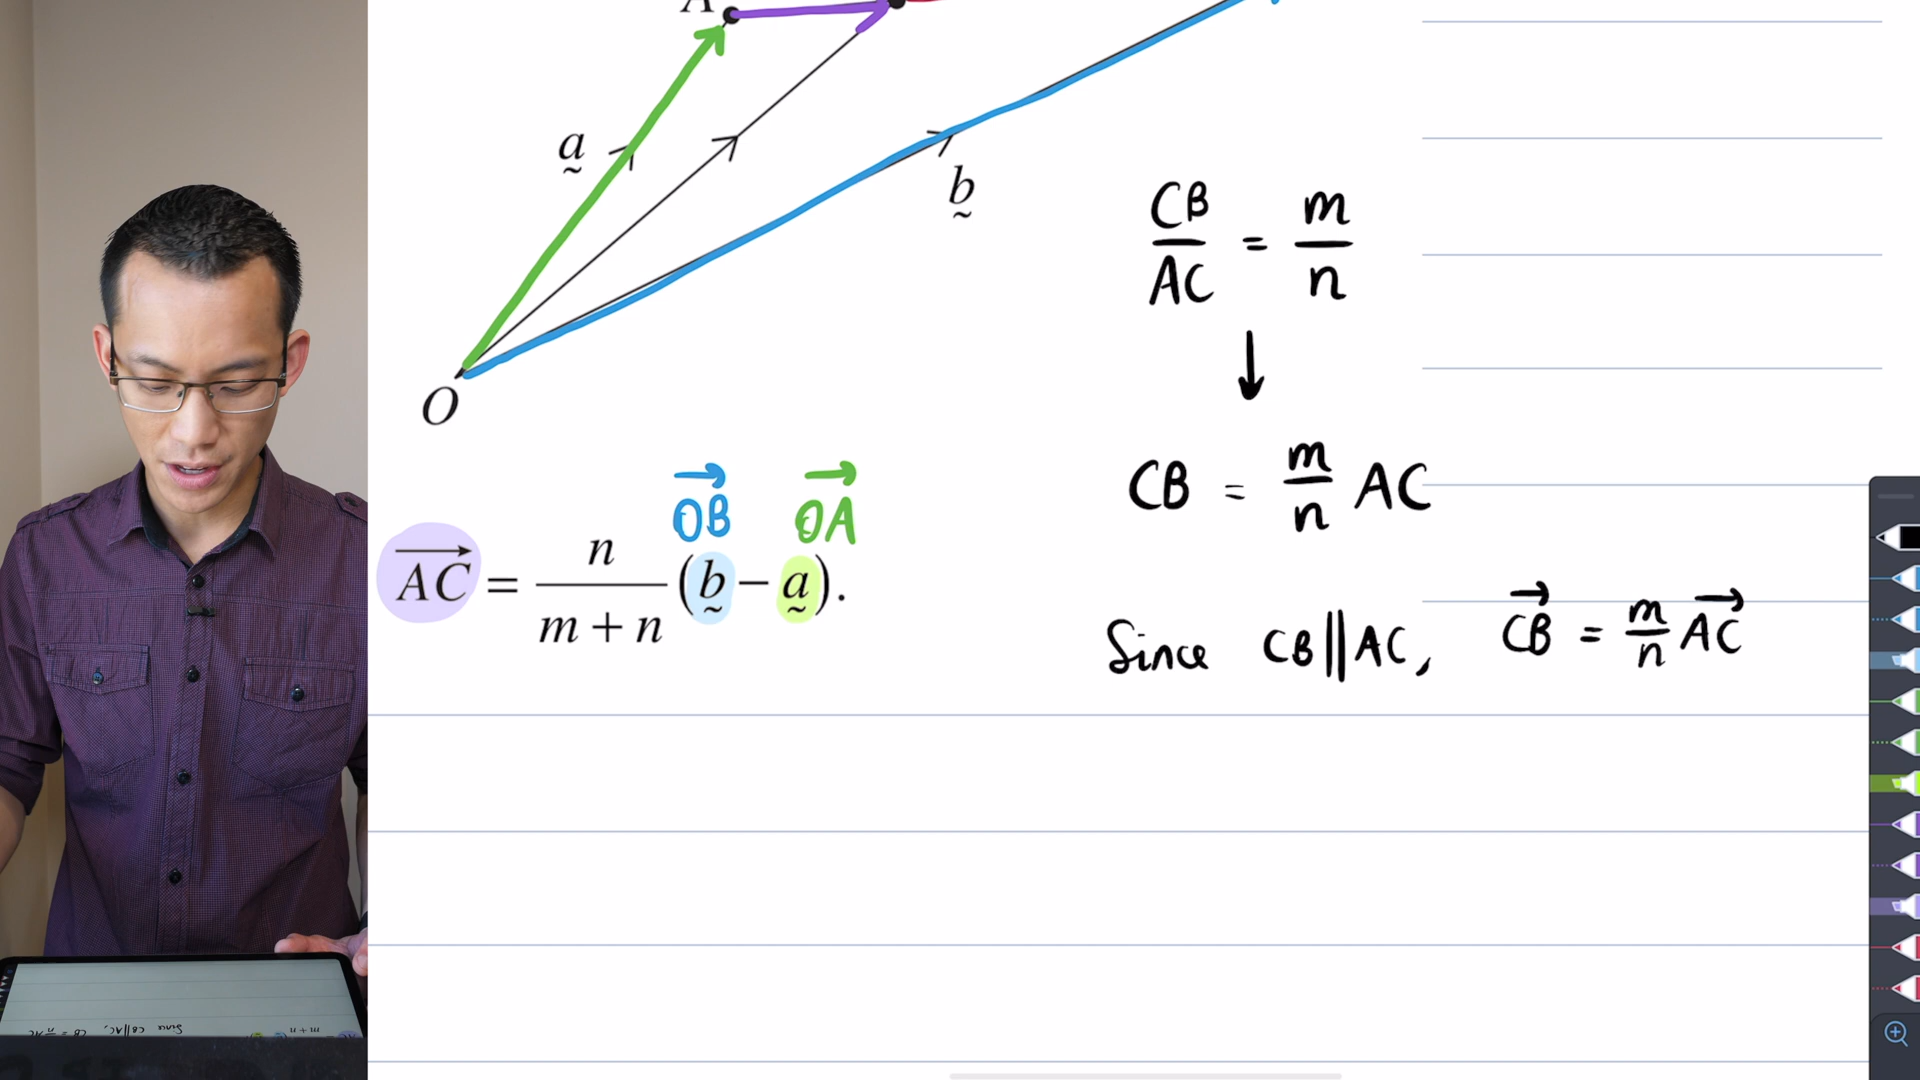 A
a
b
O
CB/AC = m/n
↓
CB = m/n AC
OB→ OA→
AC→ = n/(m + n) (b − a).
Since CB || AC, CB→ = m/n AC→